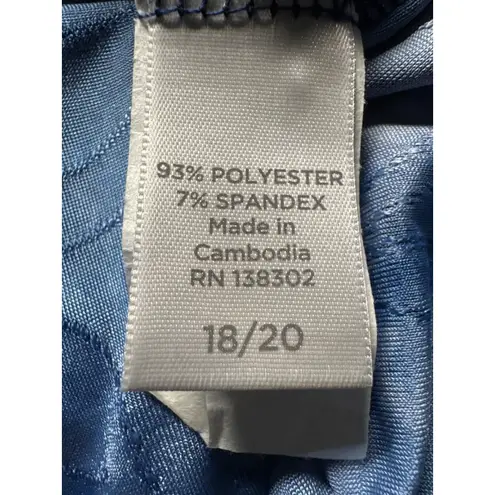 93% POLYESTER
7% SPANDEX
Made in
Cambodia
RN 138302
18/20